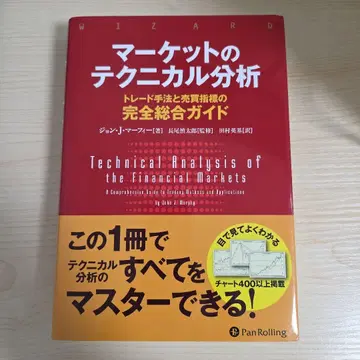 WIZARD
マーケットの
テクニカル分析
トレード手法と売買指標の
完全総合ガイド
ジョン・J・マーフィー[著] 長尾慎太郎[監修] 田村英基[訳]
Technical Analysis of
the Financial Markets
A Comprehensive Guide to Trading Methods and Applications
by John J. Murphy
この1冊で
テクニカル
分析の
すべてを
マスターできる!
目で見てよくわかる
チャート400以上掲載
PanRolling